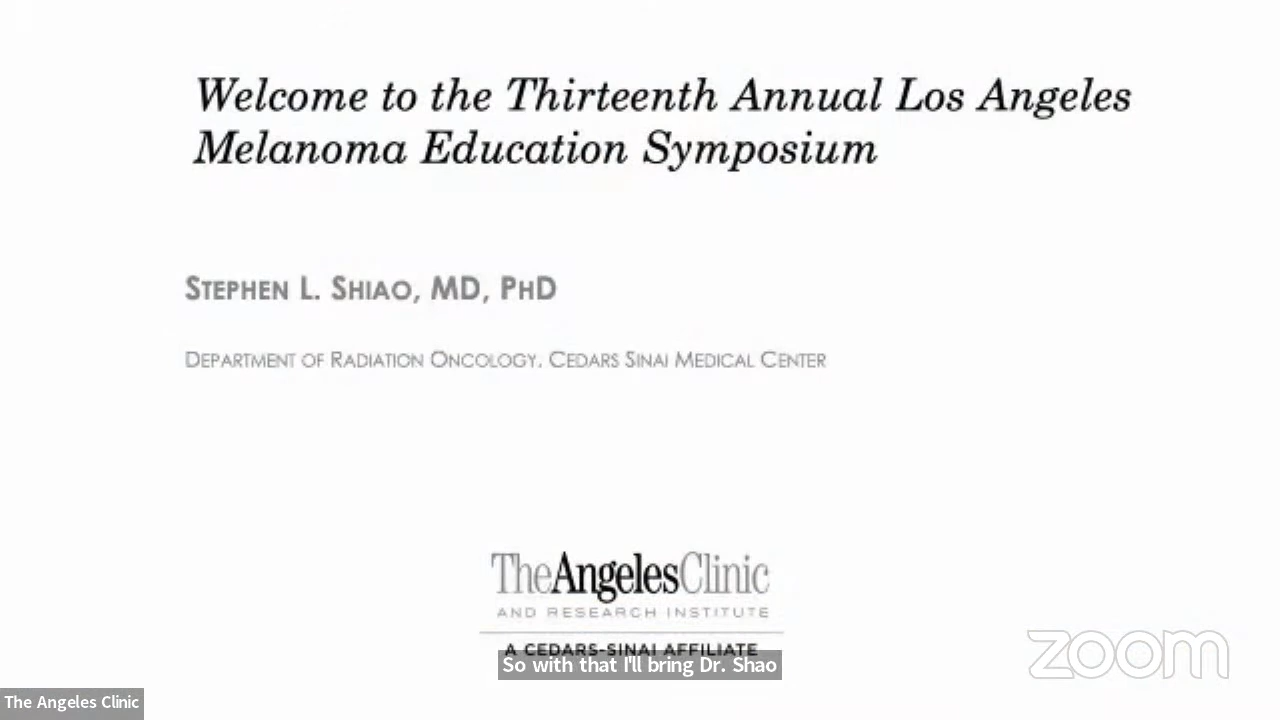 Welcome to the Thirteenth Annual Los Angeles
Melanoma Education Symposium
STEPHEN L. SHIAO, MD, PHD
DEPARTMENT OF RADIATION ONCOLOGY, CEDARS SINAI MEDICAL CENTER
TheAngelesClinic
AND RESEARCH INSTITUTE
A CEDARS-SINAI AFFILIATE
So with that I'll bring Dr. Shao
zoom
The Angeles Clinic